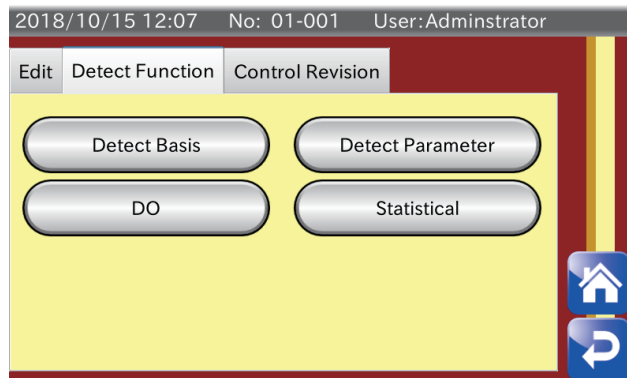 2018/10/15 12:07 No: 01-001 User:Adminstrator
Edit Detect Function Control Revision
Detect Basis Detect Parameter
DO Statistical